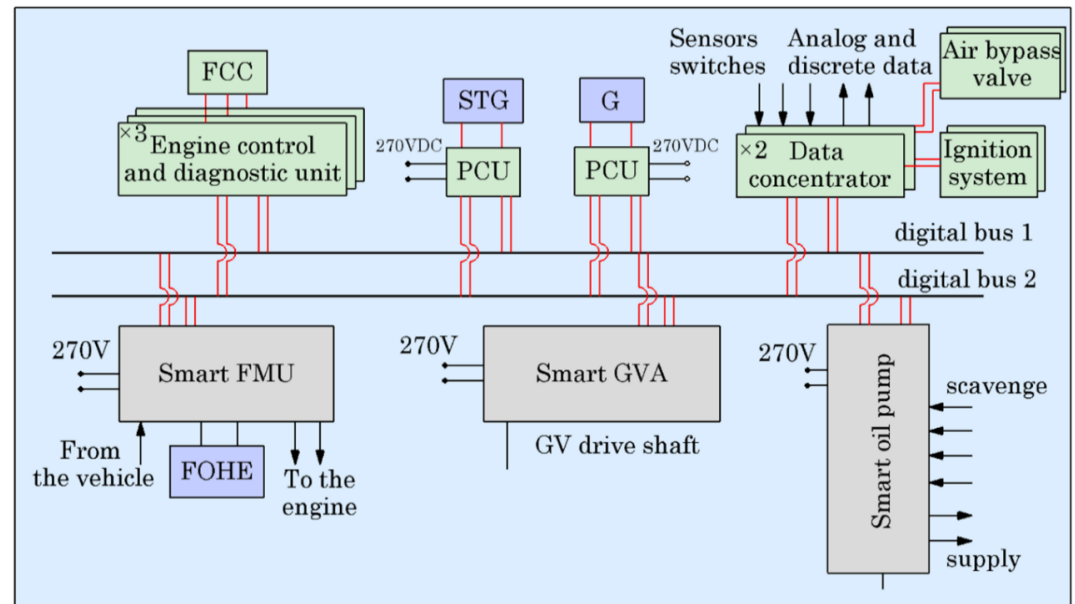 FCC
×3
Engine control
and diagnostic unit
STG
270VDC
PCU
G
PCU
270VDC
Sensors
switches
Analog and
discrete data
Air bypass
valve
×2 Data
concentrator
Ignition
system
digital bus 1
digital bus 2
270V
Smart FMU
From
the vehicle
FOHE
To the
engine
270V
Smart GVA
GV drive shaft
270V
Smart oil pump
scavenge
supply